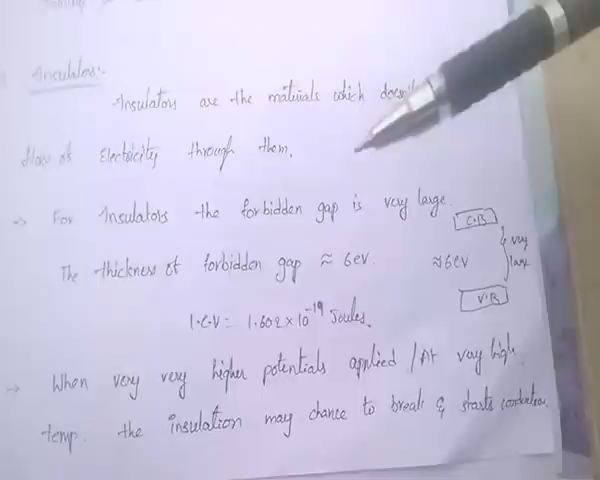 Insulators:-
Insulators are the materials which doesn't
flow of Electricity through them.
→ For Insulators the forbidden gap is very large.
The thickness of forbidden gap ≈ 6ev.
C.B
≈6ev
very
large
V.B
1.e.V = 1.602×10⁻¹⁹ Joules.
→ When very very higher potentials applied / At very high
temp. the insulation may chance to break & starts conduction.